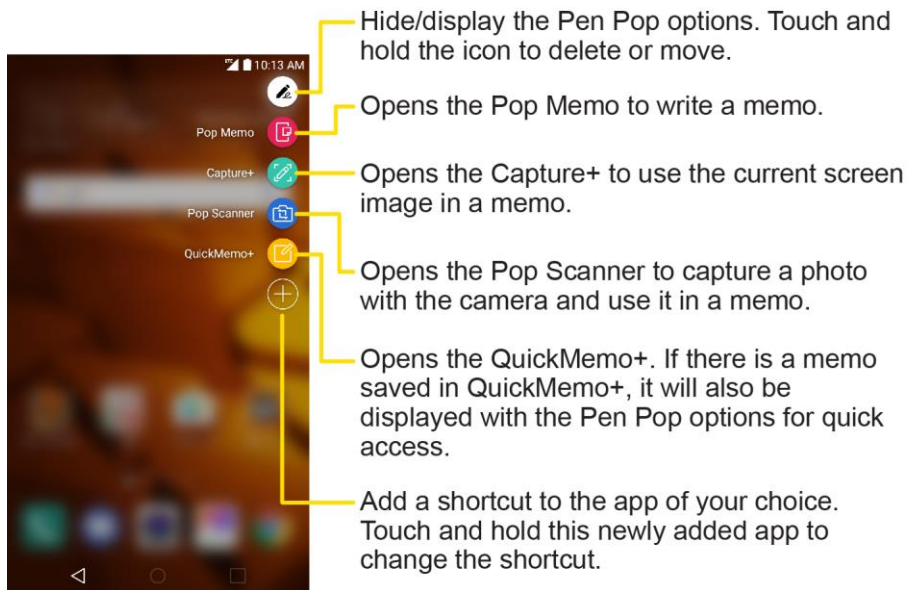 Hide/display the Pen Pop options. Touch and
hold the icon to delete or move.
10:13 AM
Opens the Pop Memo to write a memo.
Pop Memo
Opens the Capture+ to use the current screen
image in a memo.
Capture+
Pop Scanner
Opens the Pop Scanner to capture a photo
with the camera and use it in a memo.
QuickMemo+
Opens the QuickMemo+. If there is a memo
saved in QuickMemo+, it will also be
displayed with the Pen Pop options for quick
access.
Add a shortcut to the app of your choice.
Touch and hold this newly added app to
change the shortcut.